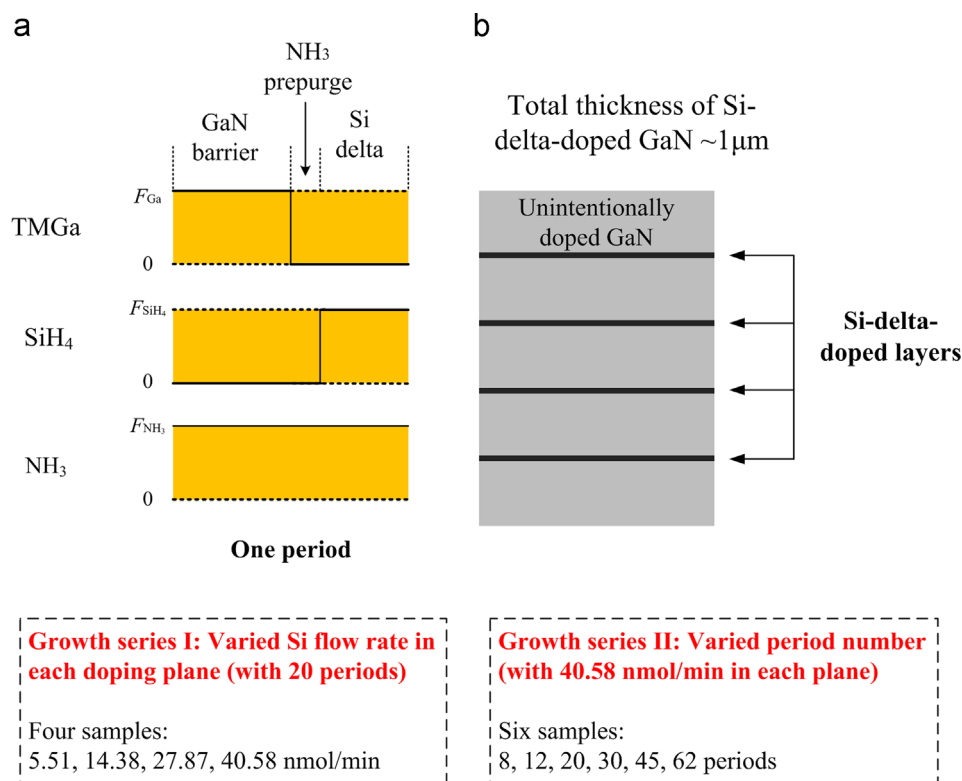 a
NH₃
prepurge
GaN
barrier
Si
delta
TMGa
F_Ga
0
SiH₄
F_SiH₄
0
NH₃
F_NH₃
0
One period
b
Total thickness of Si-
delta-doped GaN ~1μm
Unintentionally
doped GaN
Si-delta-
doped layers
Growth series I: Varied Si flow rate in
each doping plane (with 20 periods)
Four samples:
5.51, 14.38, 27.87, 40.58 nmol/min
Growth series II: Varied period number
(with 40.58 nmol/min in each plane)
Six samples:
8, 12, 20, 30, 45, 62 periods